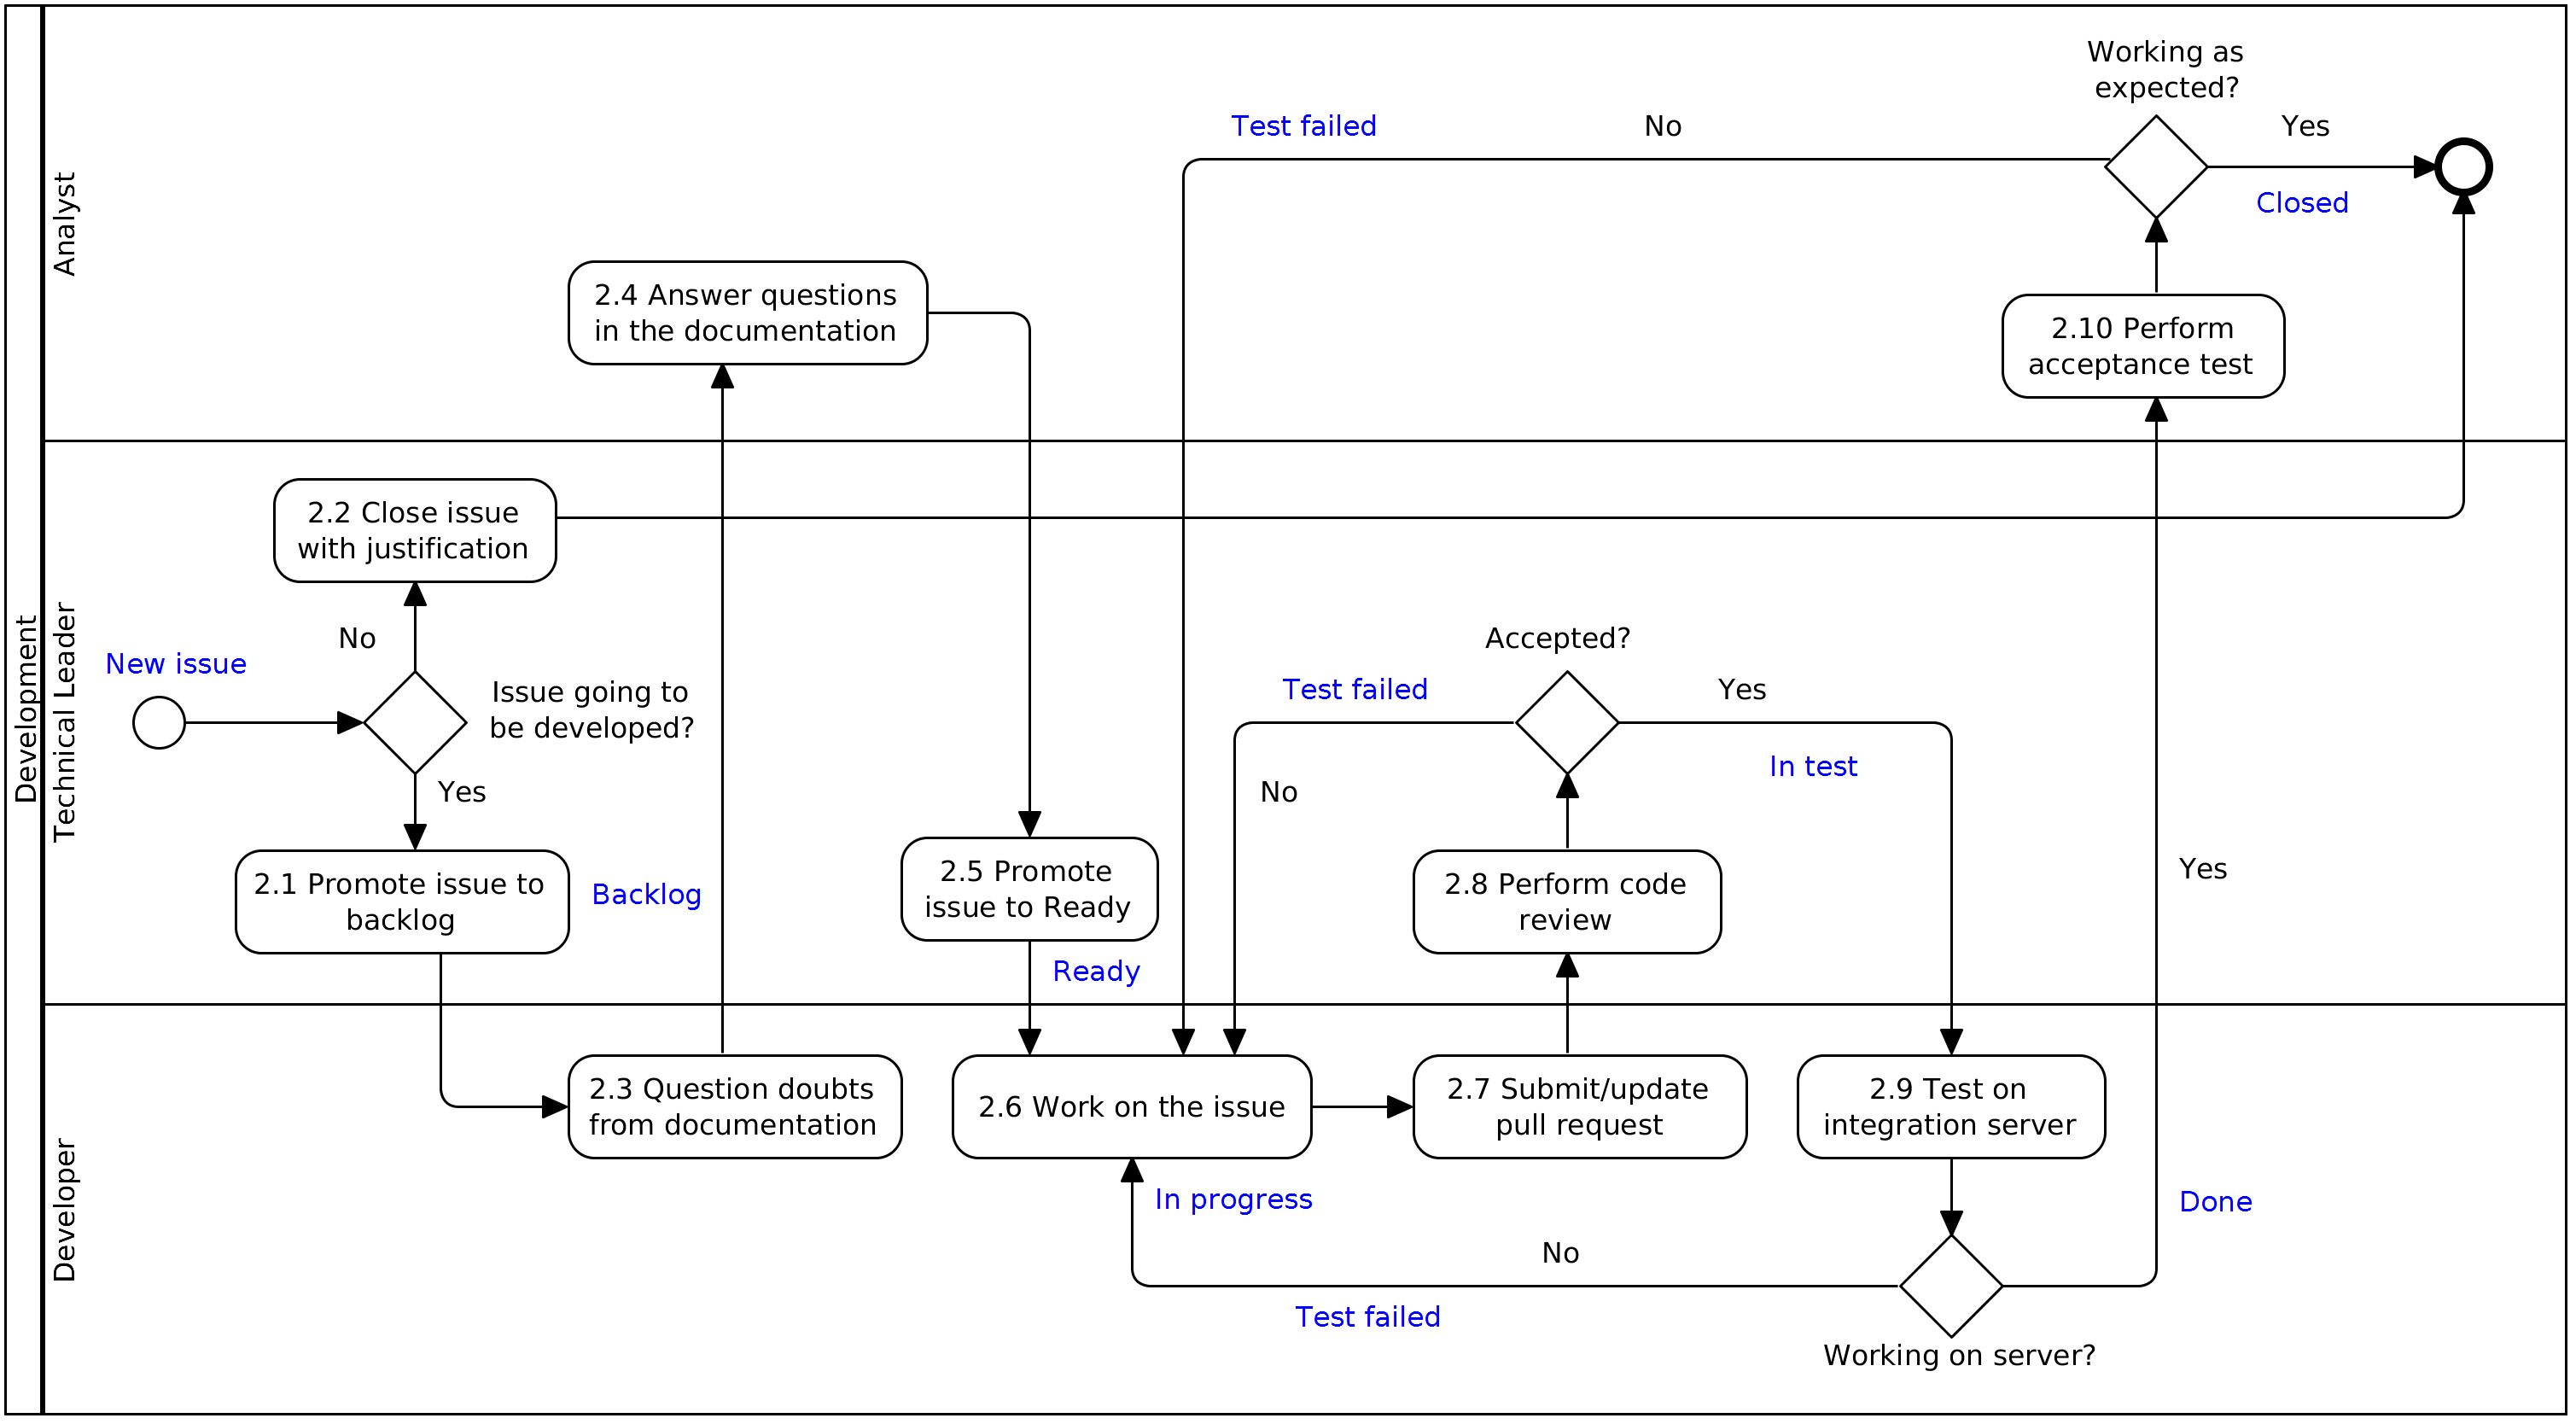 Development
Analyst
Working as
expected?
Test failed
No
Yes
Closed
2.4 Answer questions
in the documentation
2.10 Perform
acceptance test
Technical Leader
2.2 Close issue
with justification
No
New issue
Issue going to
be developed?
Yes
2.1 Promote issue to
backlog
Backlog
2.5 Promote
issue to Ready
Ready
Accepted?
Test failed
No
Yes
In test
2.8 Perform code
review
Yes
Developer
2.3 Question doubts
from documentation
2.6 Work on the issue
2.7 Submit/update
pull request
2.9 Test on
integration server
In progress
Done
No
Test failed
Working on server?